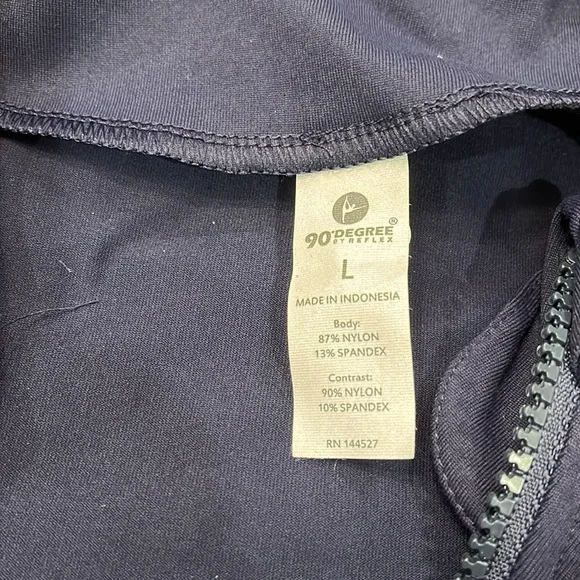 90°DEGREE®
BY REFLEX
L
MADE IN INDONESIA
Body:
87% NYLON
13% SPANDEX
Contrast:
90% NYLON
10% SPANDEX
RN 144527